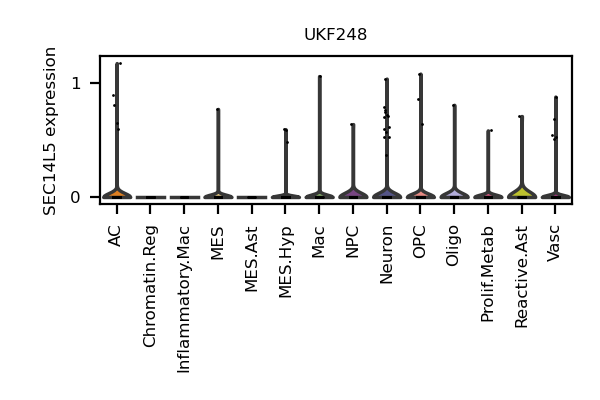 UKF248
SEC14L5 expression
1
0
AC
Chromatin.Reg
Inflammatory.Mac
MES
MES.Ast
MES.Hyp
Mac
NPC
Neuron
OPC
Oligo
Prolif.Metab
Reactive.Ast
Vasc